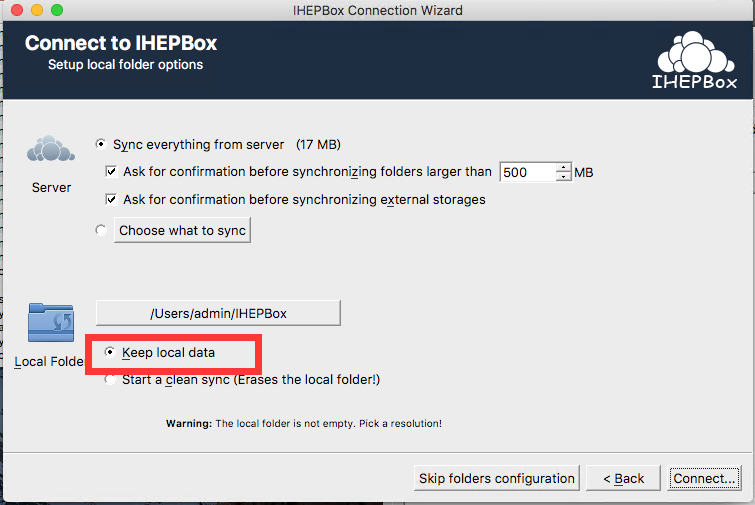 IHEPBox Connection Wizard
Connect to IHEPBox
Setup local folder options
IHEPBox
Sync everything from server (17 MB)
Ask for confirmation before synchronizing folders larger than 500 MB
Server
Ask for confirmation before synchronizing external storages
Choose what to sync
/Users/admin/IHEPBox
Keep local data
Local Folde
Start a clean sync (Erases the local folder!)
Warning: The local folder is not empty. Pick a resolution!
Skip folders configuration
< Back
Connect...